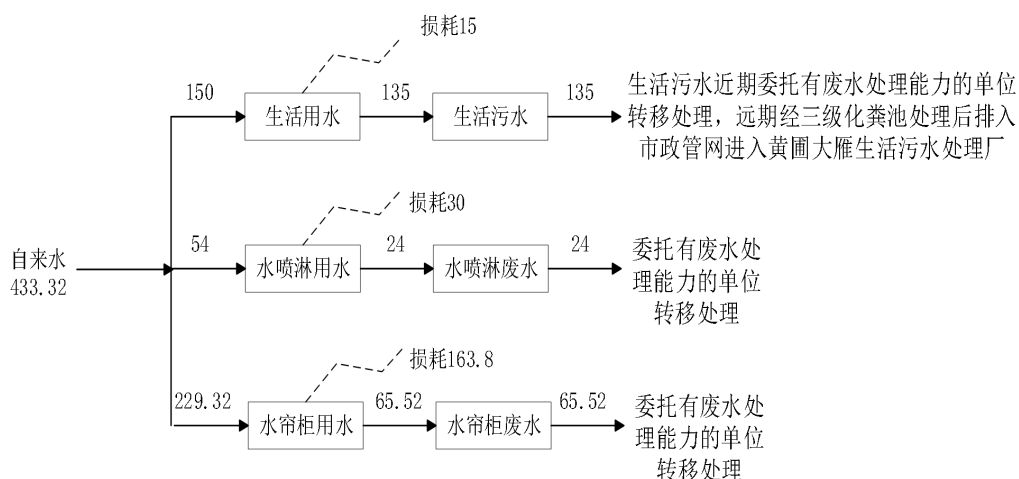 损耗15
150
生活用水
135
生活污水
135
生活污水近期委托有废水处理能力的单位
转移处理，远期经三级化粪池处理后排入
市政管网进入黄圃大雁生活污水处理厂
损耗30
自来水
433.32
54
水喷淋用水
24
水喷淋废水
24
委托有废水处
理能力的单位
转移处理
损耗163.8
229.32
水帘柜用水
65.52
水帘柜废水
65.52
委托有废水处
理能力的单位
转移处理